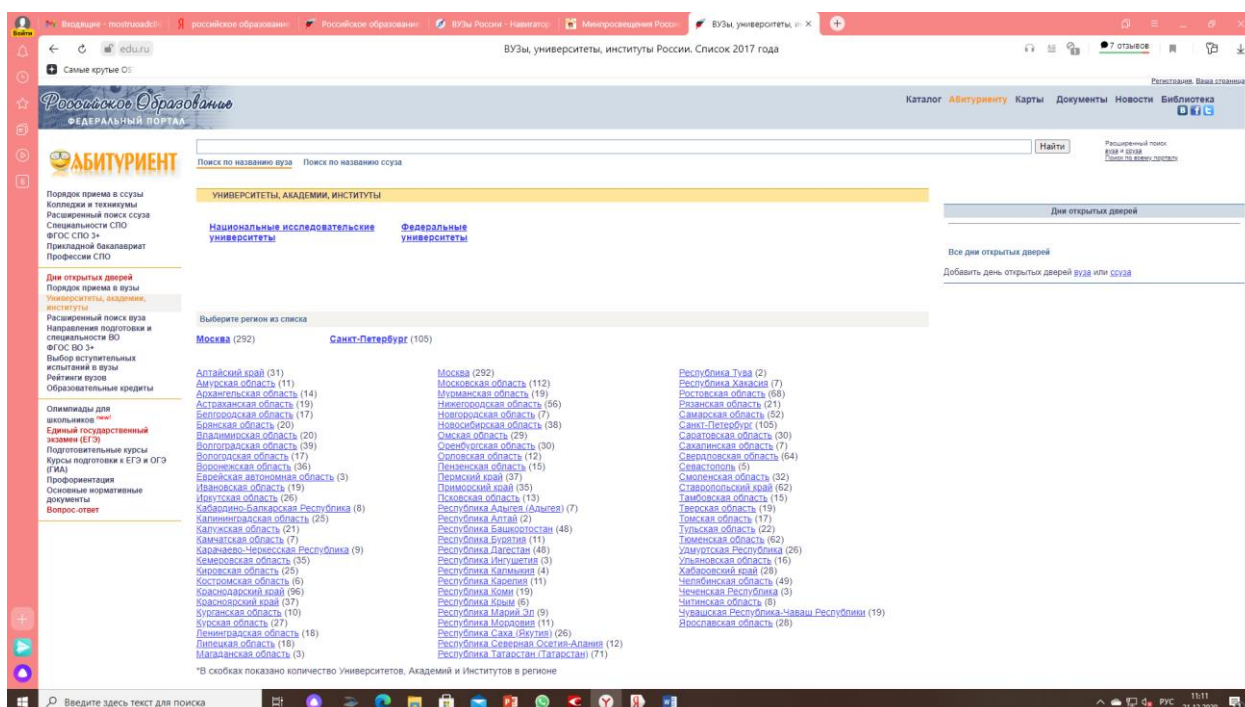 Войти
Входящие - mostruoadc
российское образовани
Российское образовани
ВУЗы России - Навигатор
Минпросвещения Росси
ВУЗы, университеты, и
edu.ru
ВУЗы, университеты, институты России. Список 2017 года
7 отзывов
Самые крутые
Регистрация, Ваша страница
Российское Образование
ФЕДЕРАЛЬНЫЙ ПОРТАЛ
Каталог Абитуриенту Карты Документы Новости Библиотека
АБИТУРИЕНТ
Найти
Расширенный поиск
вуза и ссуза
Поиск по всему порталу
Поиск по названию вуза Поиск по названию ссуза
Порядок приема в ссузы
Колледжи и техникумы
Расширенный поиск ссуза
Специальности СПО
ФГОС СПО 3+
Прикладной бакалавриат
Профессии СПО
Дни открытых дверей
Порядок приема в вузы
Университеты, академии,
институты
Расширенный поиск вуза
Направления подготовки и
специальности ВО
ФГОС ВО 3+
Выбор вступительных
испытаний в вузы
Рейтинги вузов
Образовательные кредиты
Олимпиады для
школьников new!
Единый государственный
экзамен (ЕГЭ)
Подготовительные курсы
Курсы подготовки к ЕГЭ и ОГЭ
(ГИА)
Профориентация
Основные нормативные
документы
Вопрос-ответ
УНИВЕРСИТЕТЫ, АКАДЕМИИ, ИНСТИТУТЫ
Национальные исследовательские
университеты
Федеральные
университеты
Выберите регион из списка
Москва (292) Санкт-Петербург (105)
Алтайский край (31)
Амурская область (11)
Архангельская область (14)
Астраханская область (19)
Белгородская область (17)
Брянская область (20)
Владимирская область (20)
Волгоградская область (39)
Вологодская область (17)
Воронежская область (36)
Еврейская автономная область (3)
Ивановская область (19)
Иркутская область (26)
Кабардино-Балкарская Республика (8)
Калининградская область (25)
Калужская область (21)
Камчатская область (7)
Карачаево-Черкесская Республика (9)
Кемеровская область (35)
Кировская область (25)
Костромская область (6)
Краснодарский край (96)
Красноярский край (37)
Курганская область (10)
Курская область (27)
Ленинградская область (18)
Липецкая область (18)
Магаданская область (3)
Москва (292)
Московская область (112)
Мурманская область (19)
Нижегородская область (56)
Новгородская область (7)
Новосибирская область (38)
Омская область (29)
Оренбургская область (30)
Орловская область (12)
Пензенская область (15)
Пермский край (37)
Приморский край (35)
Псковская область (13)
Республика Адыгея (Адыгея) (7)
Республика Алтай (2)
Республика Башкортостан (48)
Республика Бурятия (11)
Республика Дагестан (48)
Республика Ингушетия (3)
Республика Калмыкия (4)
Республика Карелия (11)
Республика Коми (19)
Республика Крым (6)
Республика Марий Эл (9)
Республика Мордовия (11)
Республика Саха (Якутия) (26)
Республика Северная Осетия-Алания (12)
Республика Татарстан (Татарстан) (71)
Республика Тува (2)
Республика Хакасия (7)
Ростовская область (68)
Рязанская область (21)
Самарская область (52)
Санкт-Петербург (105)
Саратовская область (30)
Сахалинская область (7)
Свердловская область (64)
Севастополь (5)
Смоленская область (32)
Ставропольский край (62)
Тамбовская область (15)
Тверская область (19)
Томская область (17)
Тульская область (22)
Тюменская область (62)
Удмуртская Республика (26)
Ульяновская область (16)
Хабаровский край (28)
Челябинская область (49)
Чеченская Республика (3)
Читинская область (8)
Чувашская Республика-Чаваш Республики (19)
Ярославская область (28)
*В скобках показано количество Университетов, Академий и Институтов в регионе
Дни открытых дверей
Все дни открытых дверей
Добавить день открытых дверей вуза или ссуза
Введите здесь текст для поиска
РУС
11:11